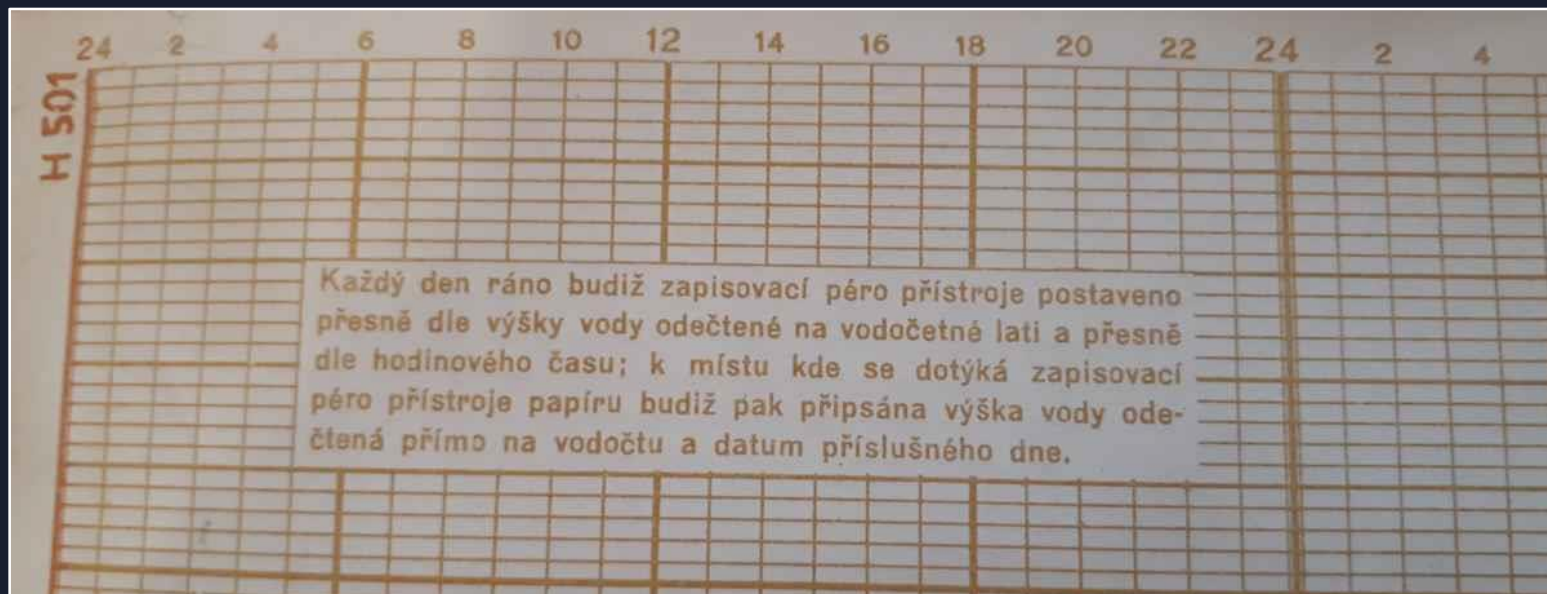 24 2 4 6 8 10 12 14 16 18 20 22 24 2 4
H 501
Každý den ráno budiž zapisovací péro přístroje postaveno
přesně dle výšky vody odečtené na vodočetné lati a přesně
dle hodinového času; k místu kde se dotýká zapisovací
péro přístroje papíru budiž pak připsána výška vody ode-
čtená přímo na vodočtu a datum příslušného dne.